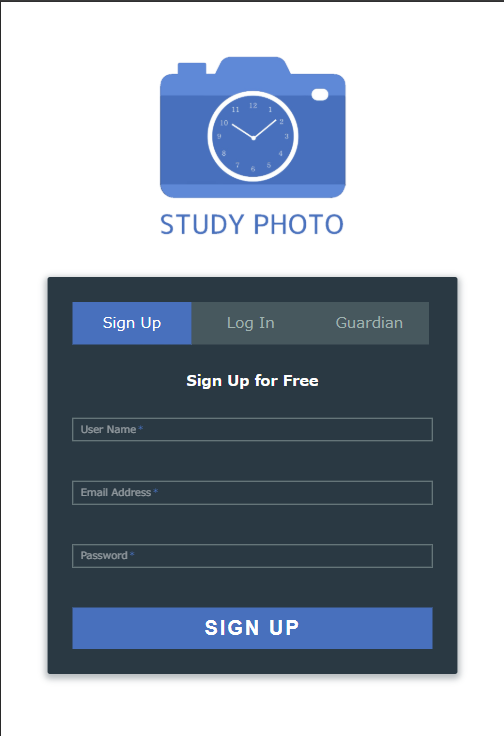 12
1
2
3
4
5
6
7
8
9
10
11
STUDY PHOTO
Sign Up Log In Guardian
Sign Up for Free
User Name *
Email Address *
Password *
SIGN UP